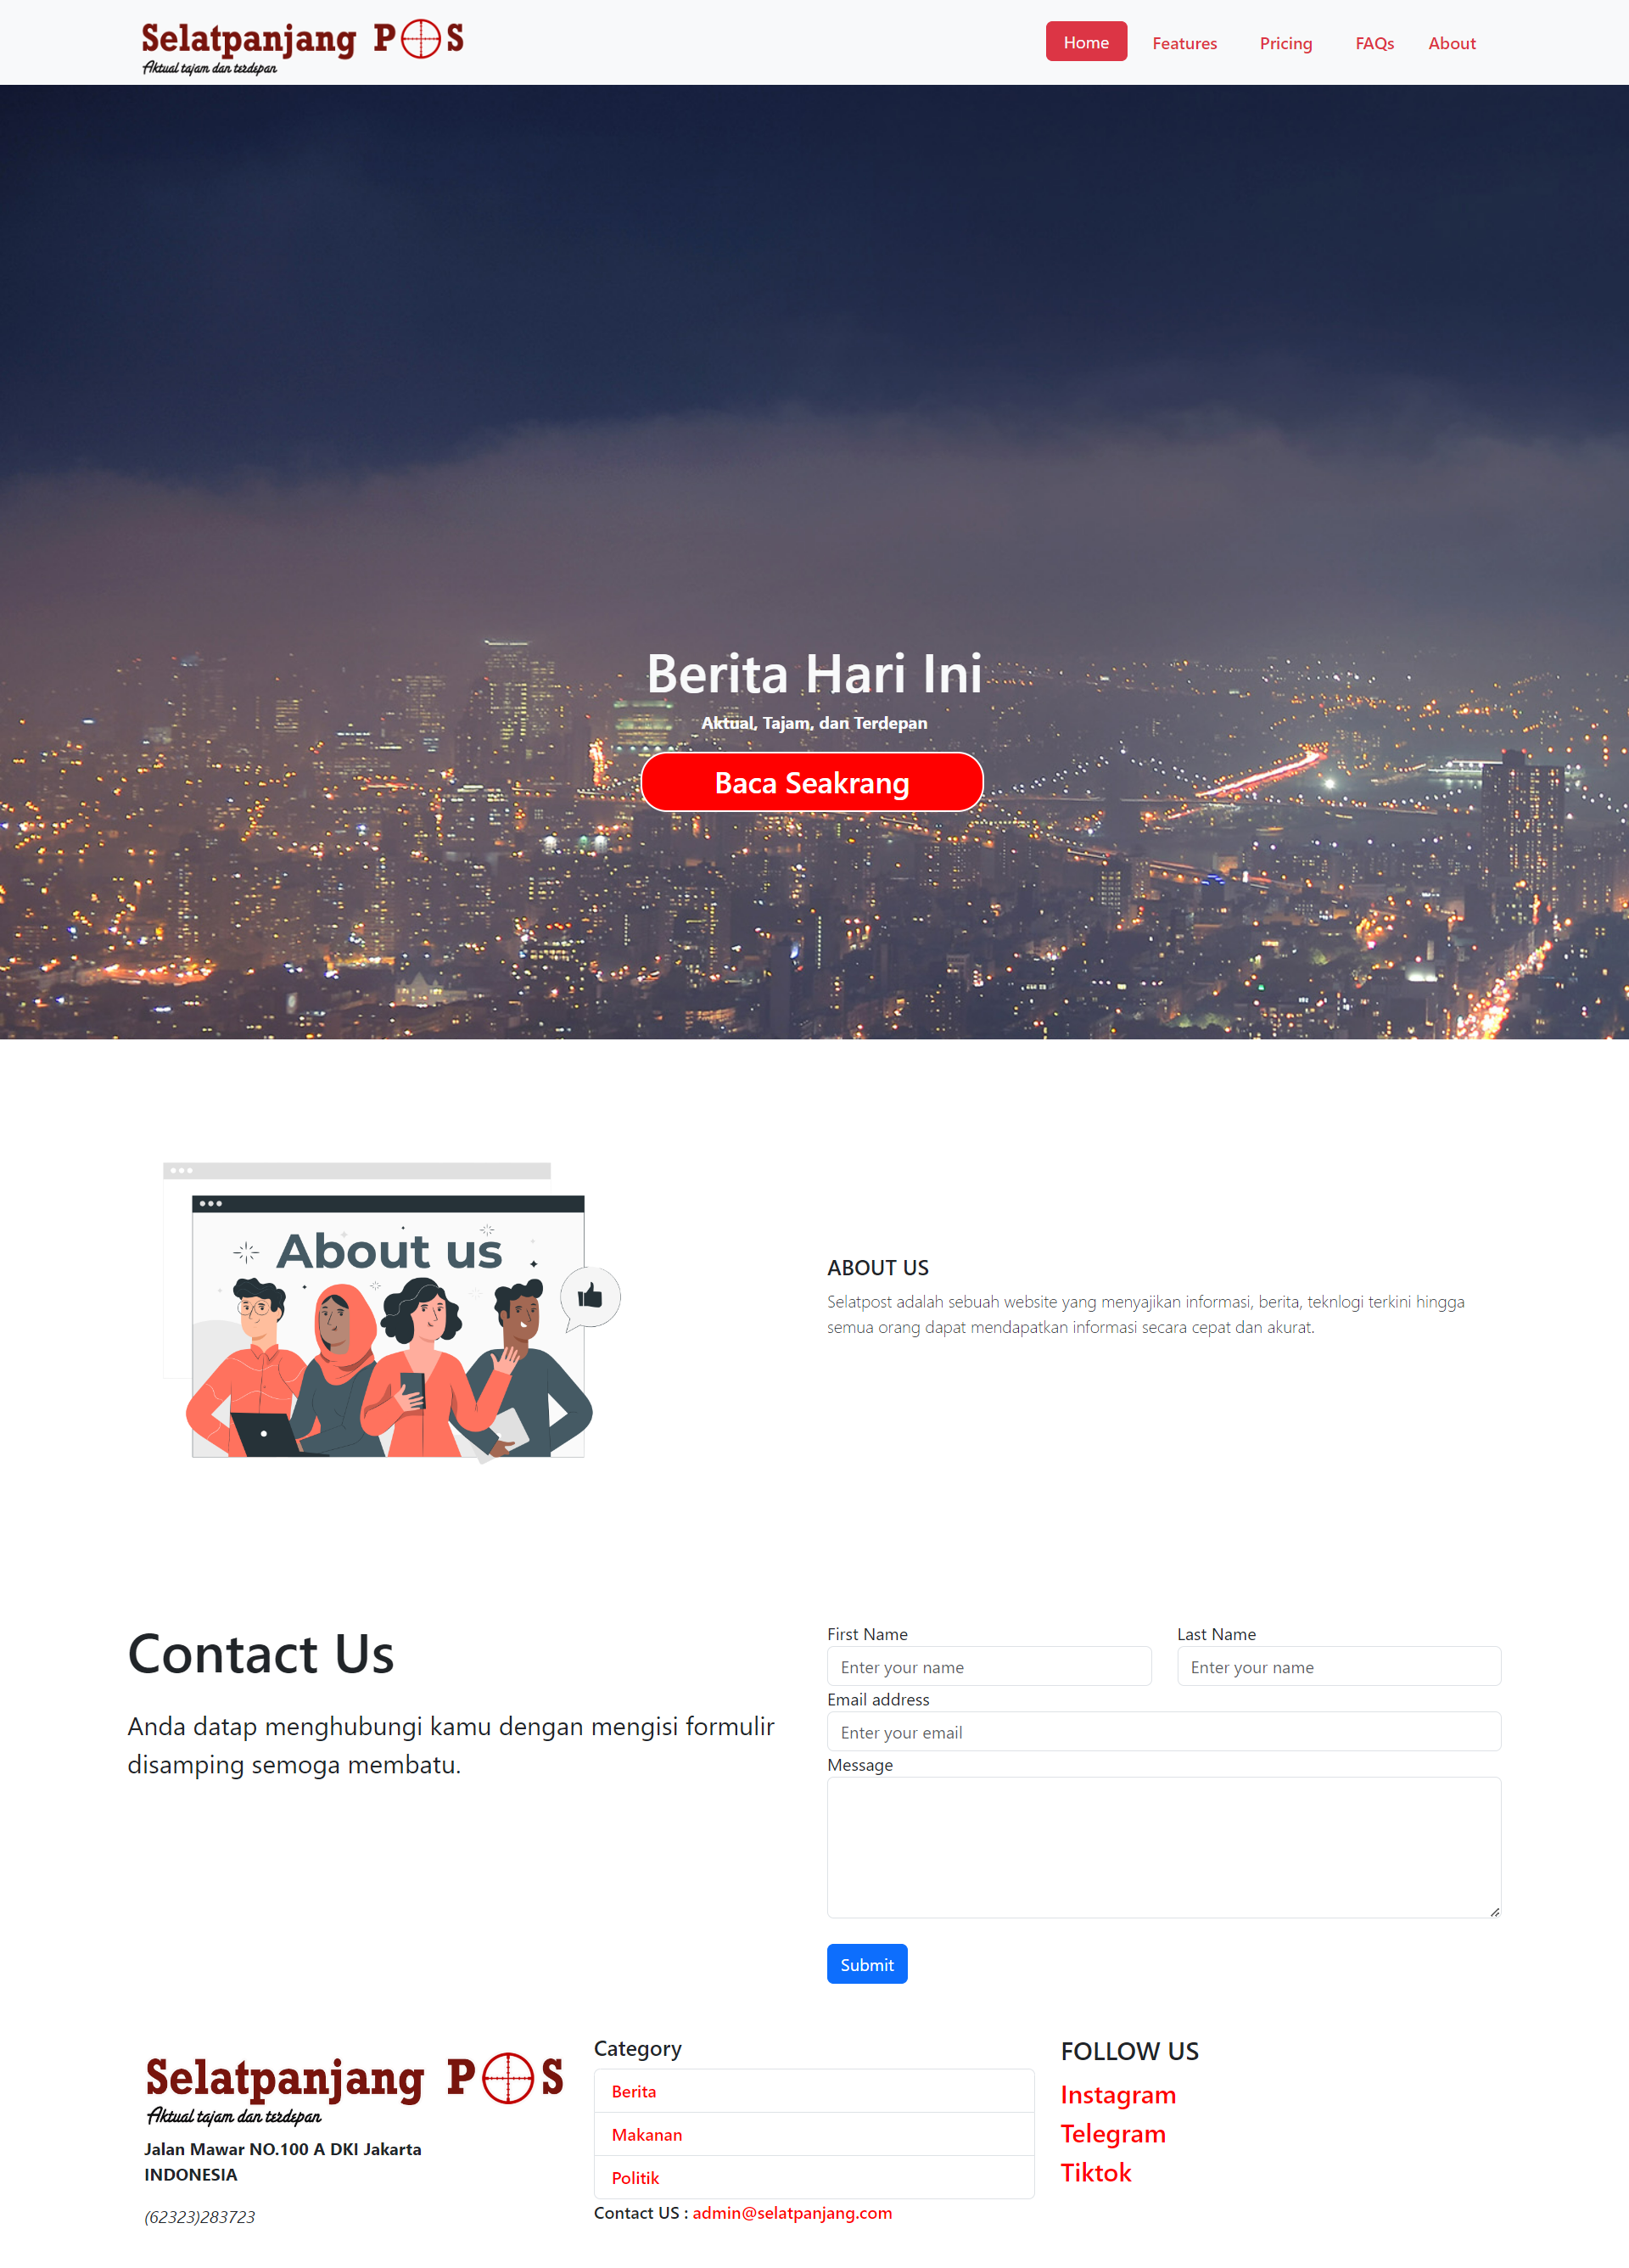 Selatpanjang POS
Aktual tajam dan terdepan
Home
Features
Pricing
FAQs
About
Berita Hari Ini
Aktual, Tajam, dan Terdepan
Baca Seakrang
About us
ABOUT US
Selatpost adalah sebuah website yang menyajikan informasi, berita, teknlogi terkini hingga
semua orang dapat mendapatkan informasi secara cepat dan akurat.
Contact Us
Anda datap menghubungi kamu dengan mengisi formulir
disamping semoga membatu.
First Name
Last Name
Enter your name
Enter your name
Email address
Enter your email
Message
Submit
Selatpanjang POS
Aktual tajam dan terdepan
Jalan Mawar NO.100 A DKI Jakarta
INDONESIA
(62323)283723
Category
Berita
Makanan
Politik
Contact US : admin@selatpanjang.com
FOLLOW US
Instagram
Telegram
Tiktok